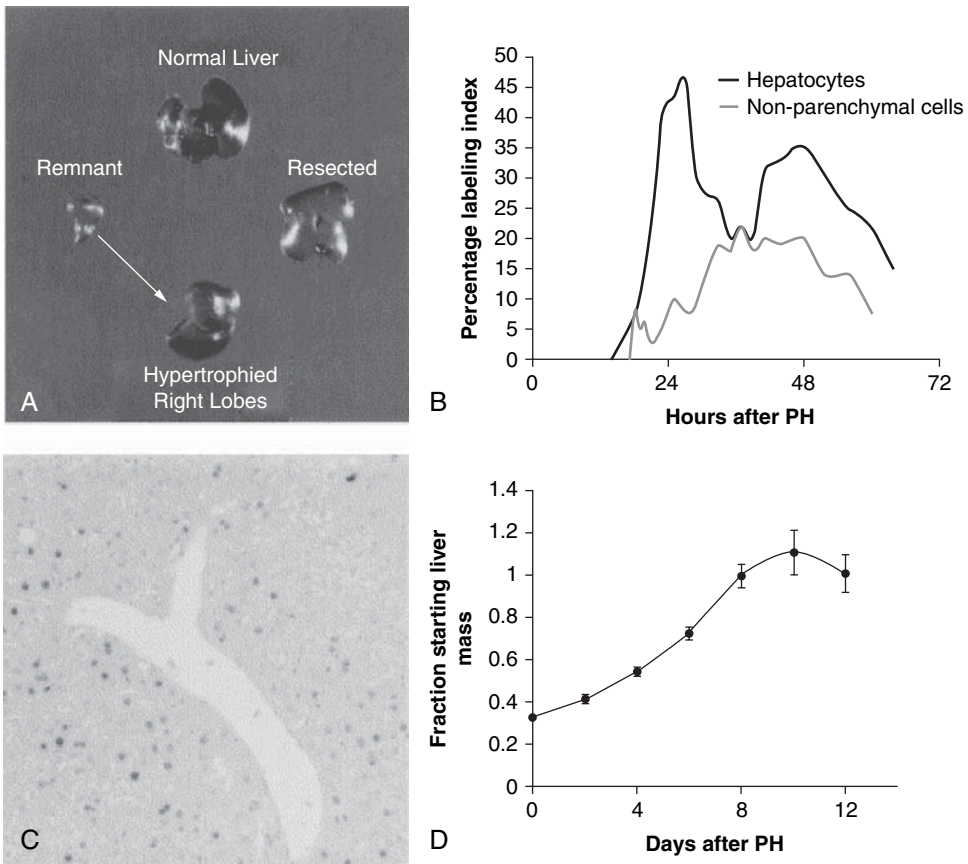 Normal Liver
Remnant
Resected
Hypertrophied
Right Lobes
A
50
45
40
35
30
25
20
15
10
5
0
Percentage labeling index
Hepatocytes
Non-parenchymal cells
0 24 48 72
Hours after PH
B
C
1.4
1.2
1
0.8
0.6
0.4
0.2
0
Fraction starting liver
mass
0 4 8 12
Days after PH
D